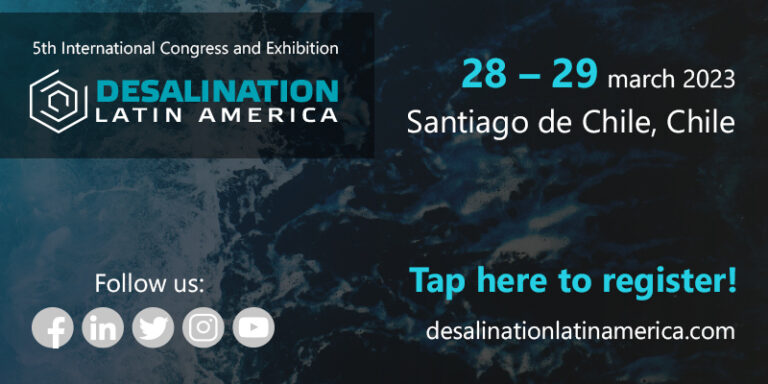 5th International Congress and Exhibition
DESALINATION
LATIN AMERICA
28 – 29 march 2023
Santiago de Chile, Chile
Follow us:
Tap here to register!
desalinationlatinamerica.com